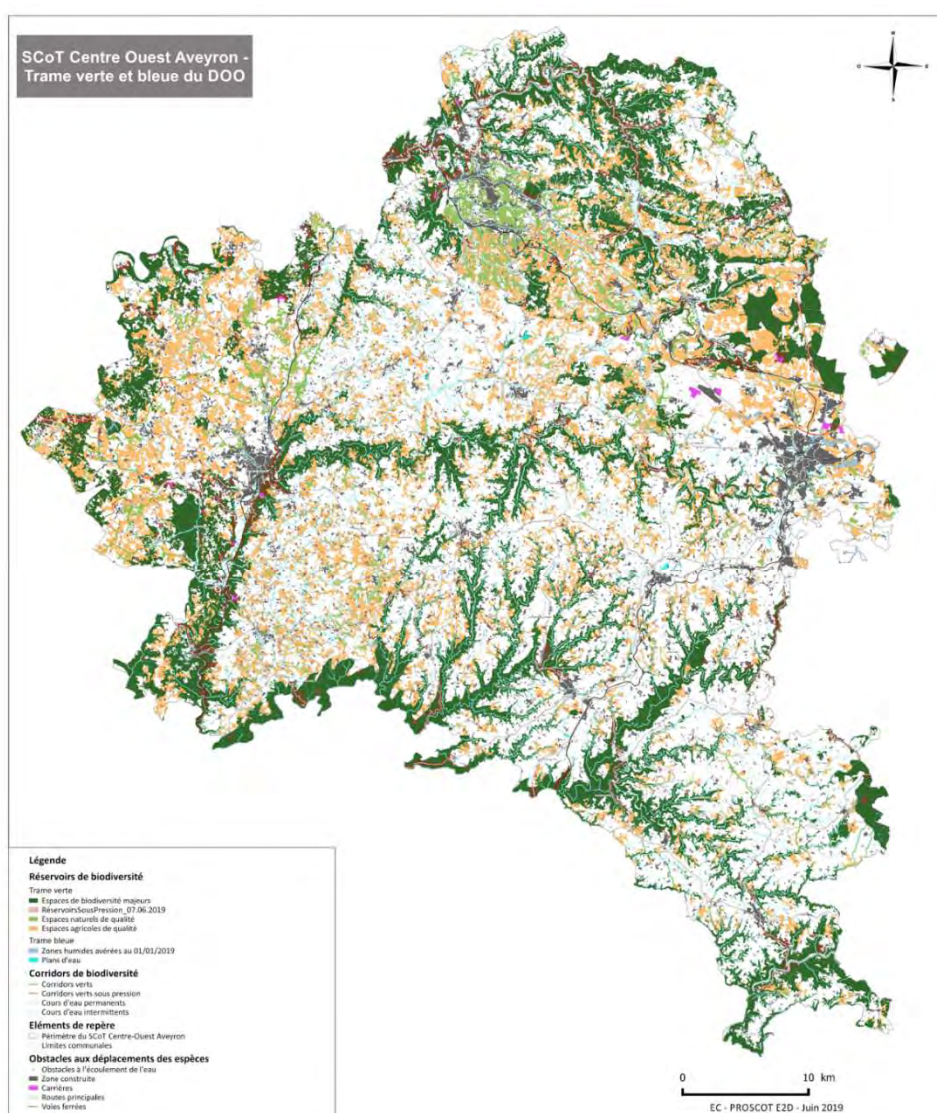 SCoT Centre Ouest Aveyron -
Trame verte et bleue du DOO
Légende
Réservoirs de biodiversité
Trame verte
Espaces de biodiversité majeurs
RéservoirsSousPression_07.06.2019
Espaces naturels de qualité
Espaces agricoles de qualité
Trame bleue
Zones humides avérées au 01/01/2019
Plans d'eau
Corridors de biodiversité
Corridors verts
Corridors verts sous pression
Cours d'eau permanents
Cours d'eau intermittents
Eléments de repère
Périmètre du SCoT Centre-Ouest Aveyron
Limites communales
Obstacles aux déplacements des espèces
Obstacles à l'écoulement de l'eau
Zone construite
Carrières
Routes principales
Voies ferrées
0 10 km
EC - PROSCOT E2D - Juin 2019